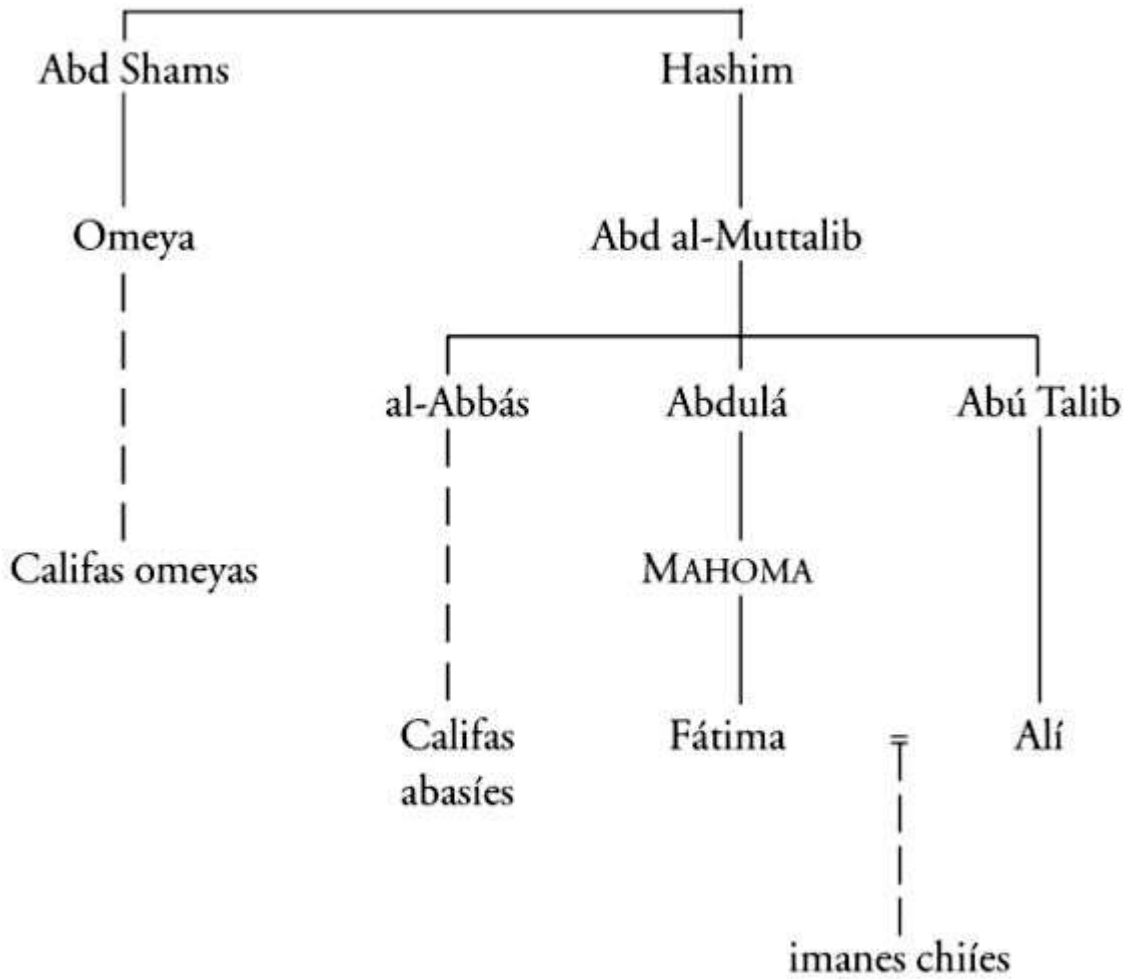 Abd Shams
Hashim
Omeya
Abd al-Muttalib
al-Abbás
Abdulá
Abú Talib
Califas omeyas
MAHOMA
Califas
abasíes
Fátima
=
Alí
imanes chiíes